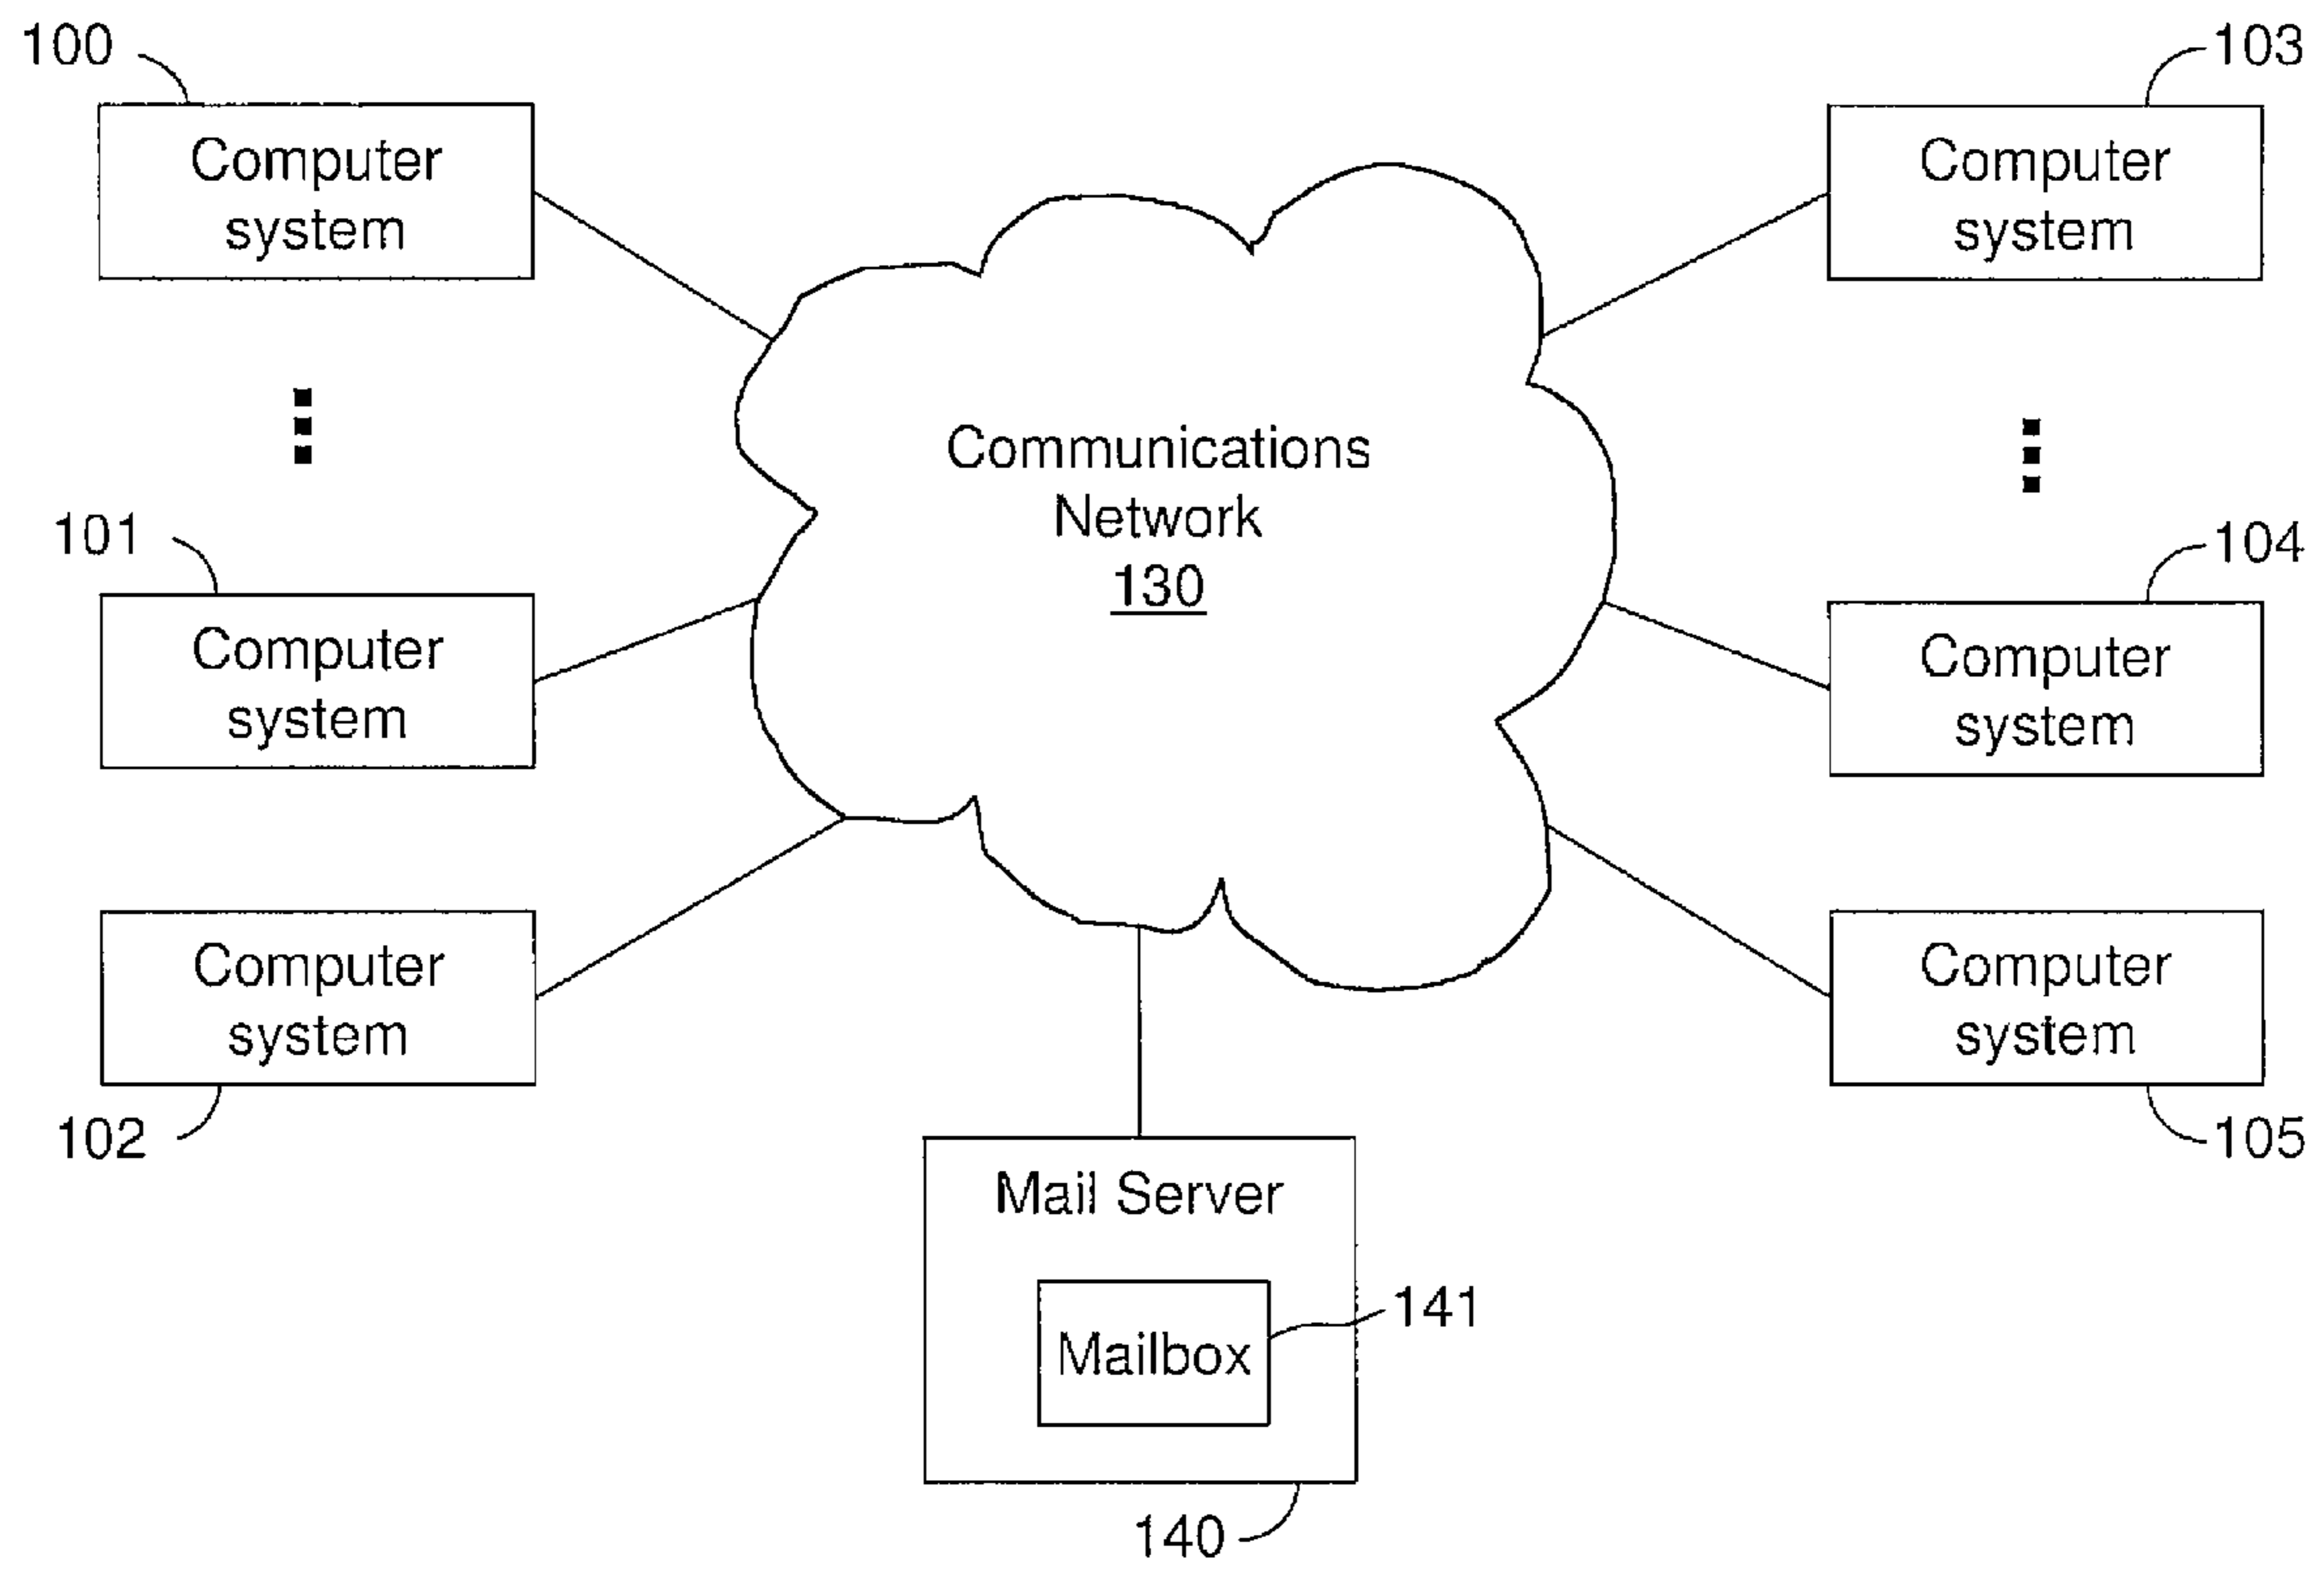 100
Computer
system
103
Computer
system
Communications
Network
130
101
Computer
system
104
Computer
system
Computer
system
102
Computer
system
105
Mail Server
Mailbox
141
140